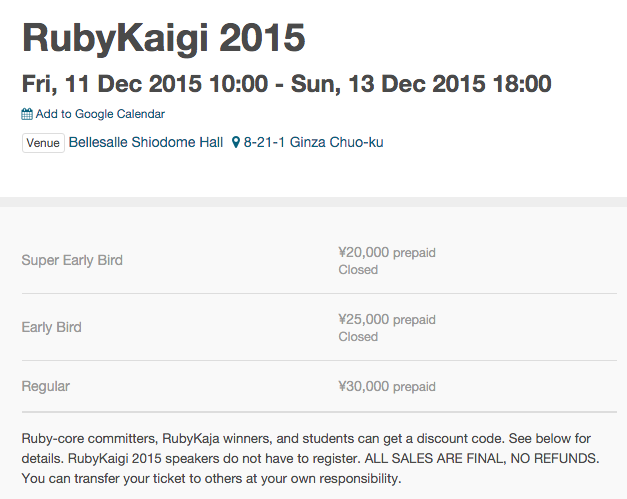 RubyKaigi 2015
Fri, 11 Dec 2015 10:00 - Sun, 13 Dec 2015 18:00
Add to Google Calendar
Venue Bellesalle Shiodome Hall 8-21-1 Ginza Chuo-ku
Super Early Bird
¥20,000 prepaid
Closed
Early Bird
¥25,000 prepaid
Closed
Regular ¥30,000 prepaid
Ruby-core committers, RubyKaja winners, and students can get a discount code. See below for
details. RubyKaigi 2015 speakers do not have to register. ALL SALES ARE FINAL, NO REFUNDS.
You can transfer your ticket to others at your own responsibility.